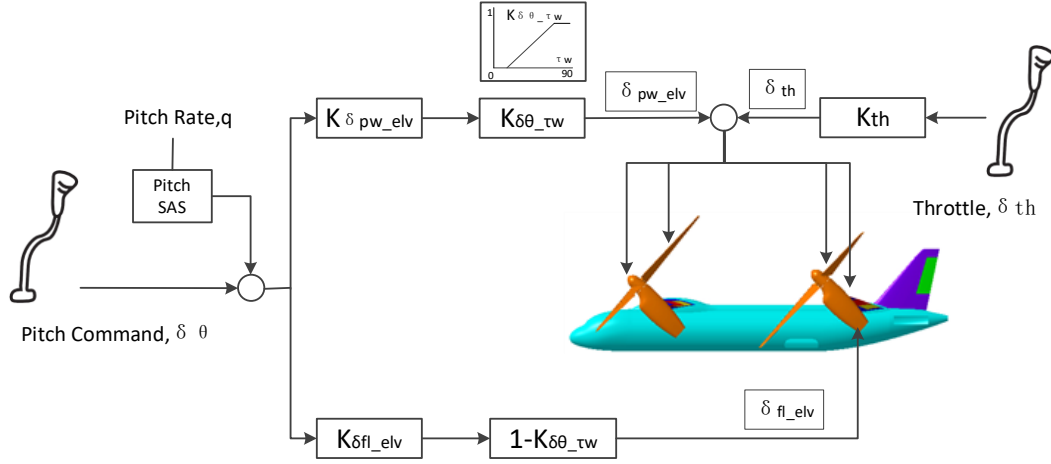 1
K δ θ_ τ w
τ w
0
90
δ pw_elv
δ th
Pitch Rate,q
K δ pw_elv
Kδθ_τw
Kth
Pitch
SAS
Throttle, δ th
Pitch Command, δ θ
δ fl_elv
Kδfl_elv
1-Kδθ_τw